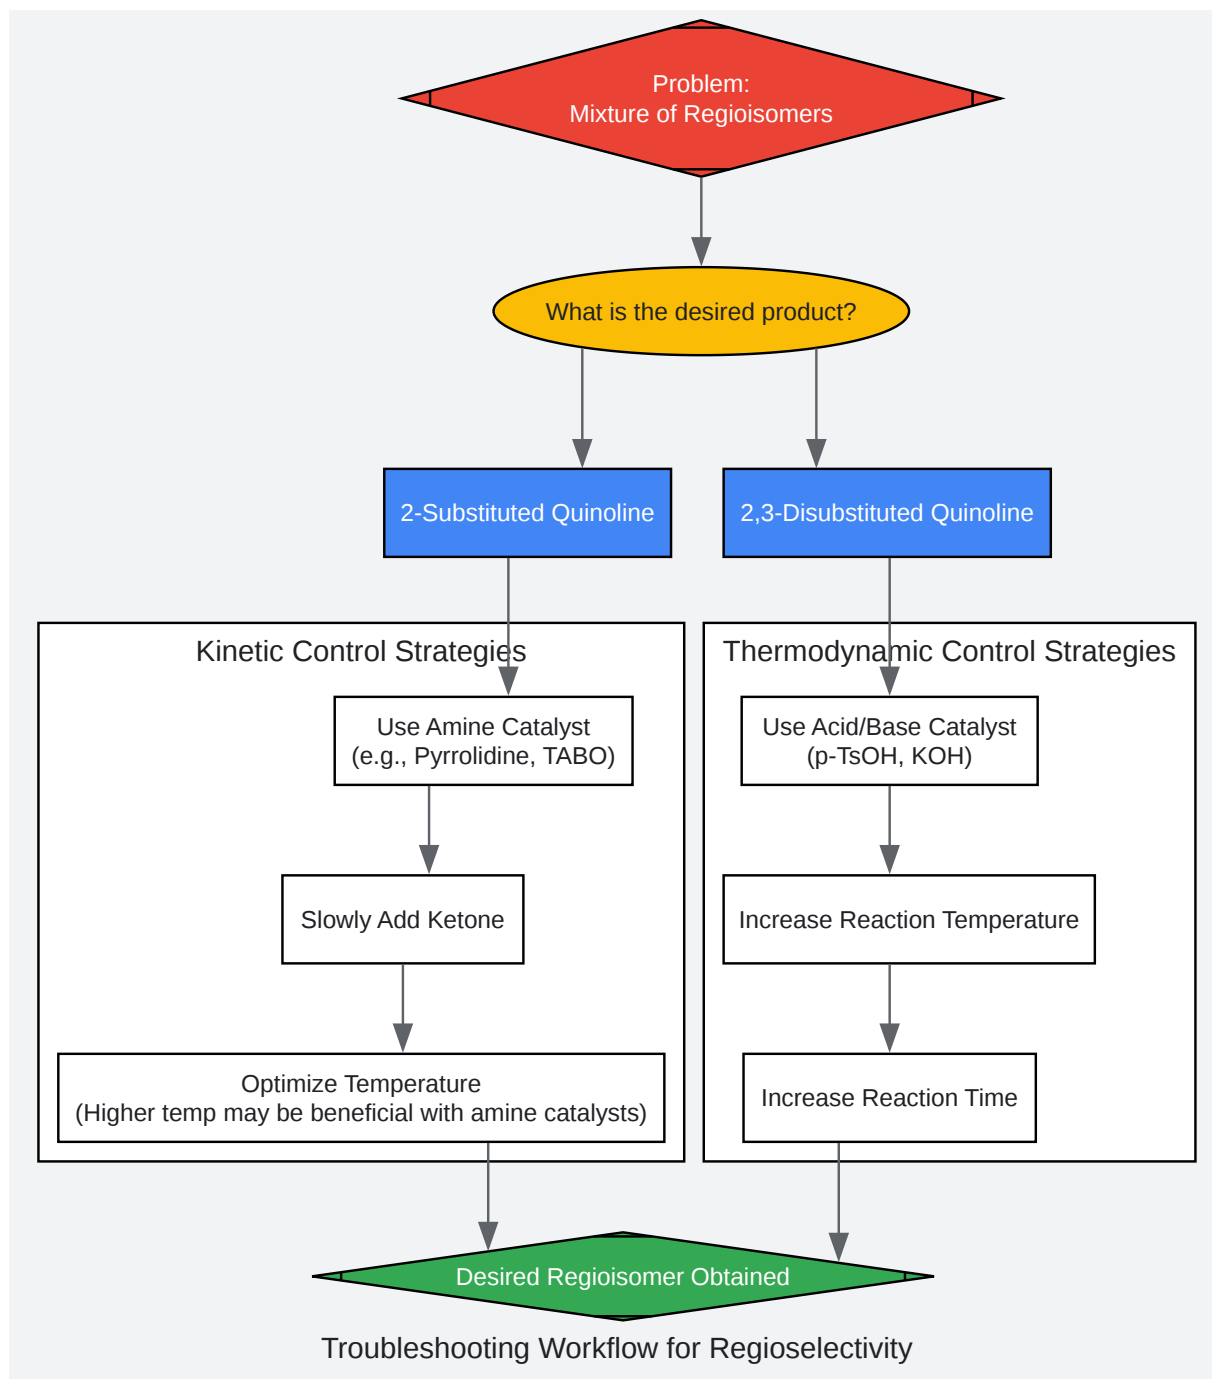 Problem:
Mixture of Regioisomers
What is the desired product?
2-Substituted Quinoline
2,3-Disubstituted Quinoline
Kinetic Control Strategies
Use Amine Catalyst
(e.g., Pyrrolidine, TABO)
Slowly Add Ketone
Optimize Temperature
(Higher temp may be beneficial with amine catalysts)
Thermodynamic Control Strategies
Use Acid/Base Catalyst
(p-TsOH, KOH)
Increase Reaction Temperature
Increase Reaction Time
Desired Regioisomer Obtained
Troubleshooting Workflow for Regioselectivity